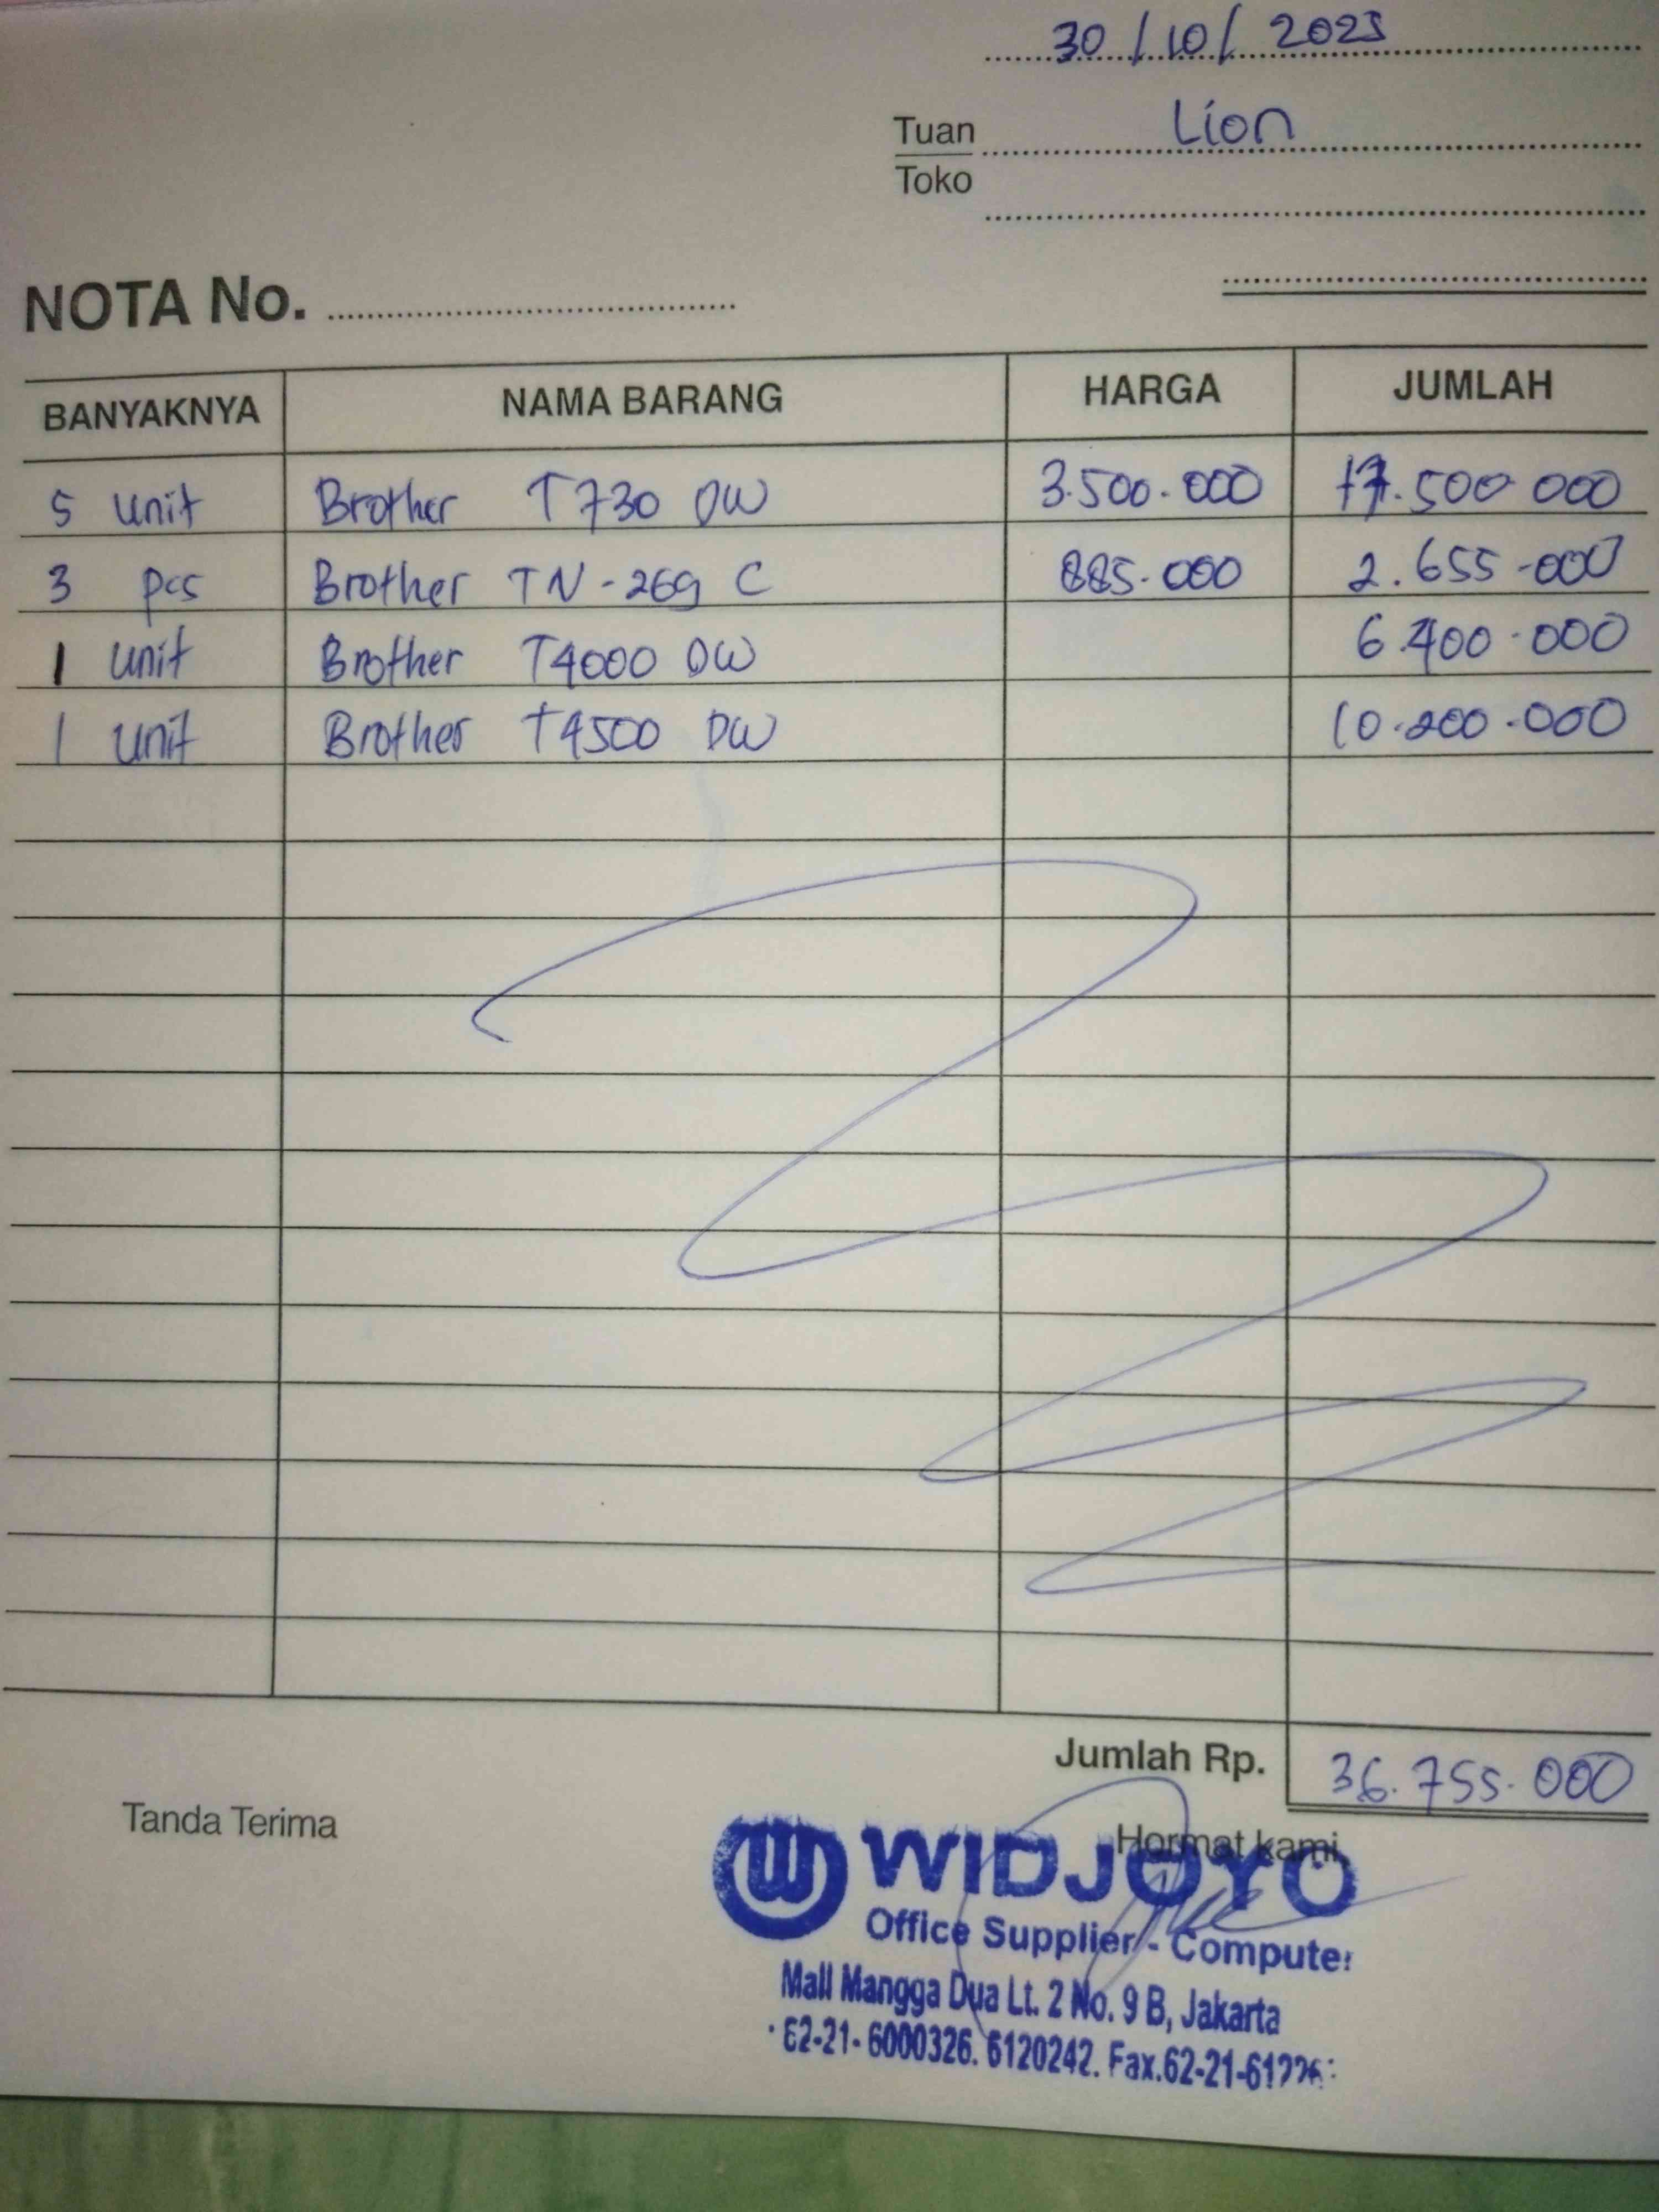 30/10/2025
Tuan Lion
Toko
NOTA No.
BANYAKNYA NAMA BARANG HARGA JUMLAH
5 unit Brother T730 DW 3.500.000 17.500 000
3 pcs Brother TN-269 C 885.000 2.655.000
1 unit Brother T4000 DW 6.400.000
1 unit Brother T4500 DW 10.200.000
Jumlah Rp. 36.755.000
Tanda Terima
Hormat kami,
WIDJOYO
Office Supplier - Computer
Mall Mangga Dua Lt. 2 No. 9 B, Jakarta
62-21-6000326. 6120242. Fax.62-21-